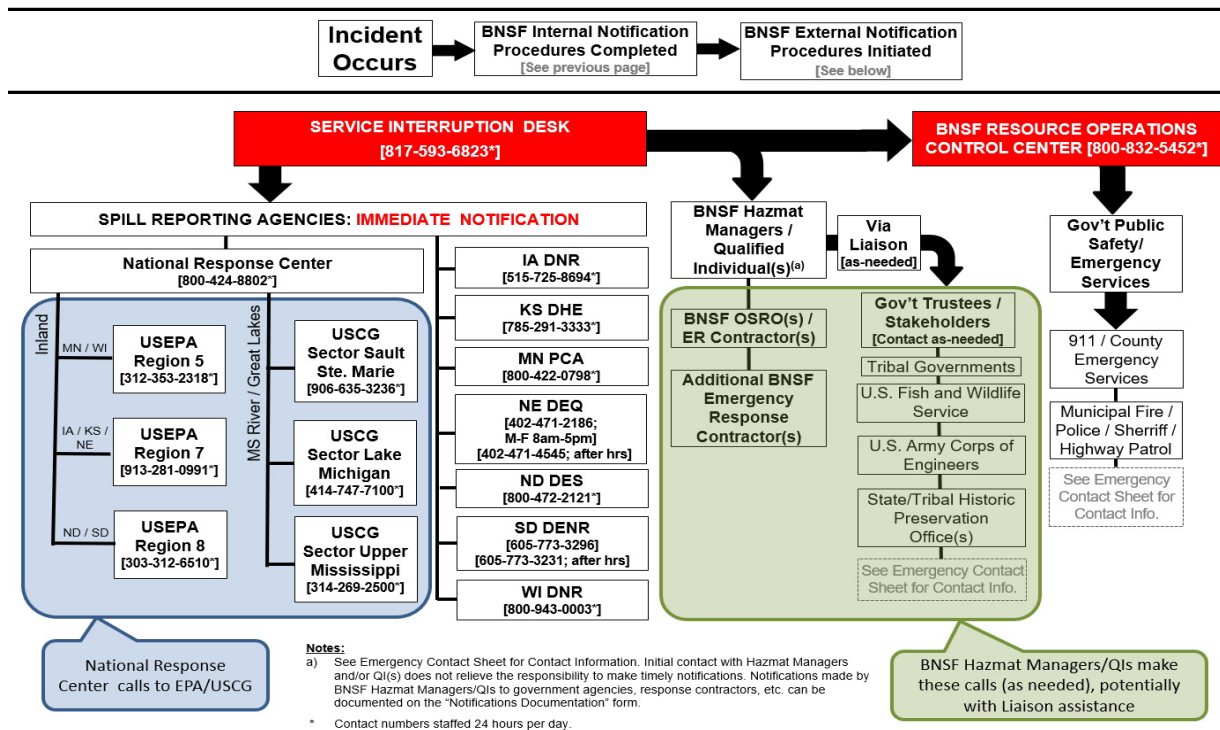 Incident
Occurs
BNSF Internal Notification
Procedures Completed
[See previous page]
BNSF External Notification
Procedures Initiated
[See below]
SERVICE INTERRUPTION DESK
[817-593-6823*]
BNSF RESOURCE OPERATIONS
CONTROL CENTER [800-832-5452*]
SPILL REPORTING AGENCIES: IMMEDIATE NOTIFICATION
National Response Center
[800-424-8802*]
Inland
MN / WI
USEPA
Region 5
[312-353-2318*]
IA / KS /
NE
USEPA
Region 7
[913-281-0991*]
ND / SD
USEPA
Region 8
[303-312-6510*]
MS River / Great Lakes
USCG
Sector Sault
Ste. Marie
[906-635-3236*]
USCG
Sector Lake
Michigan
[414-747-7100*]
USCG
Sector Upper
Mississippi
[314-269-2500*]
IA DNR
[515-725-8694*]
KS DHE
[785-291-3333*]
MN PCA
[800-422-0798*]
NE DEQ
[402-471-2186;
M-F 8am-5pm]
[402-471-4545; after hrs]
ND DES
[800-472-2121*]
SD DENR
[605-773-3296]
[605-773-3231; after hrs]
WI DNR
[800-943-0003*]
BNSF Hazmat
Managers /
Qualified
Individual(s)(a)
Via
Liaison
[as-needed]
BNSF OSRO(s) /
ER Contractor(s)
Additional BNSF
Emergency
Response
Contractor(s)
Gov't Trustees /
Stakeholders
[Contact as-needed]
Tribal Governments
U.S. Fish and Wildlife
Service
U.S. Army Corps of
Engineers
State/Tribal Historic
Preservation
Office(s)
See Emergency Contact
Sheet for Contact Info.
Gov't Public
Safety/
Emergency
Services
911 / County
Emergency
Services
Municipal Fire /
Police / Sherriff /
Highway Patrol
See Emergency
Contact Sheet for
Contact Info.
National Response
Center calls to EPA/USCG
BNSF Hazmat Managers/QIs make
these calls (as needed), potentially
with Liaison assistance
Notes:
a) See Emergency Contact Sheet for Contact Information. Initial contact with Hazmat Managers
and/or QI(s) does not relieve the responsibility to make timely notifications. Notifications made by
BNSF Hazmat Managers/QIs to government agencies, response contractors, etc. can be
documented on the "Notifications Documentation" form.
* Contact numbers staffed 24 hours per day.